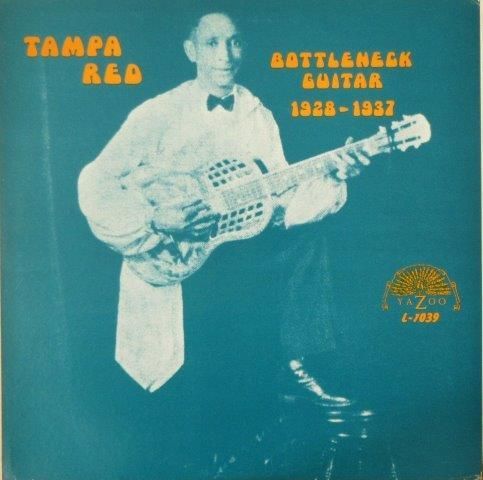 TAMPA
RED
BOTTLENECK
GUITAR
1928-1937
YAZOO
L-1039